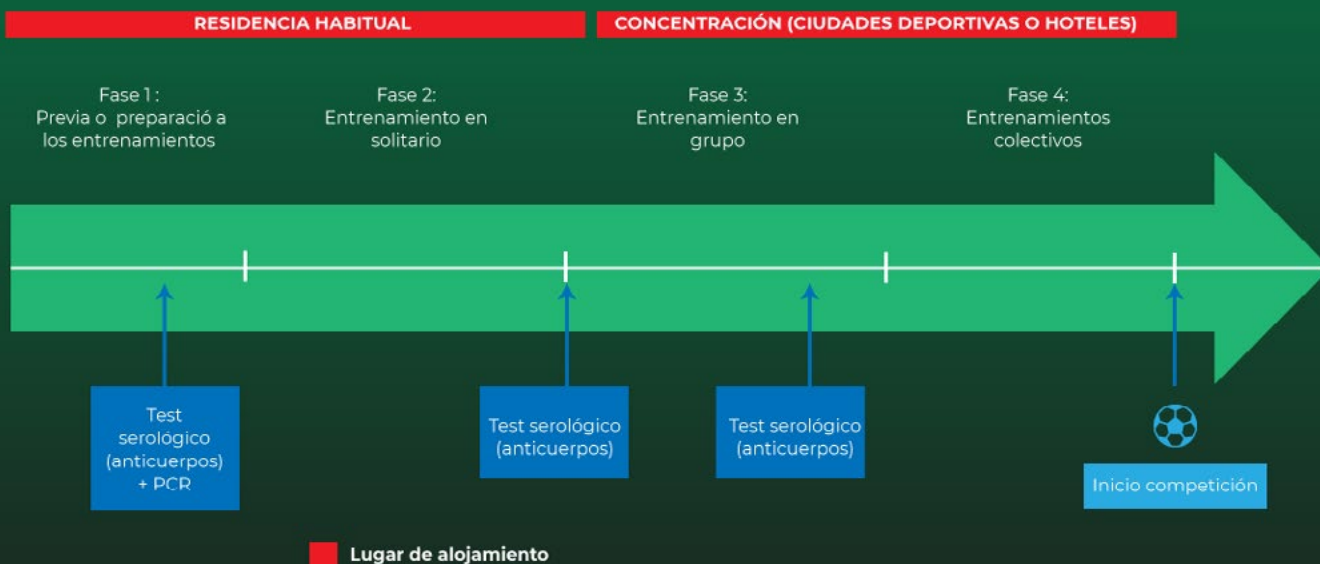 RESIDENCIA HABITUAL
CONCENTRACIÓN (CIUDADES DEPORTIVAS O HOTELES)
Fase 1:
Previa o preparació a
los entrenamientos
Fase 2:
Entrenamiento en
solitario
Fase 3:
Entrenamiento en
grupo
Fase 4:
Entrenamientos
colectivos
Test
serológico
(anticuerpos)
+ PCR
Test serológico
(anticuerpos)
Test serológico
(anticuerpos)
Inicio competición
Lugar de alojamiento